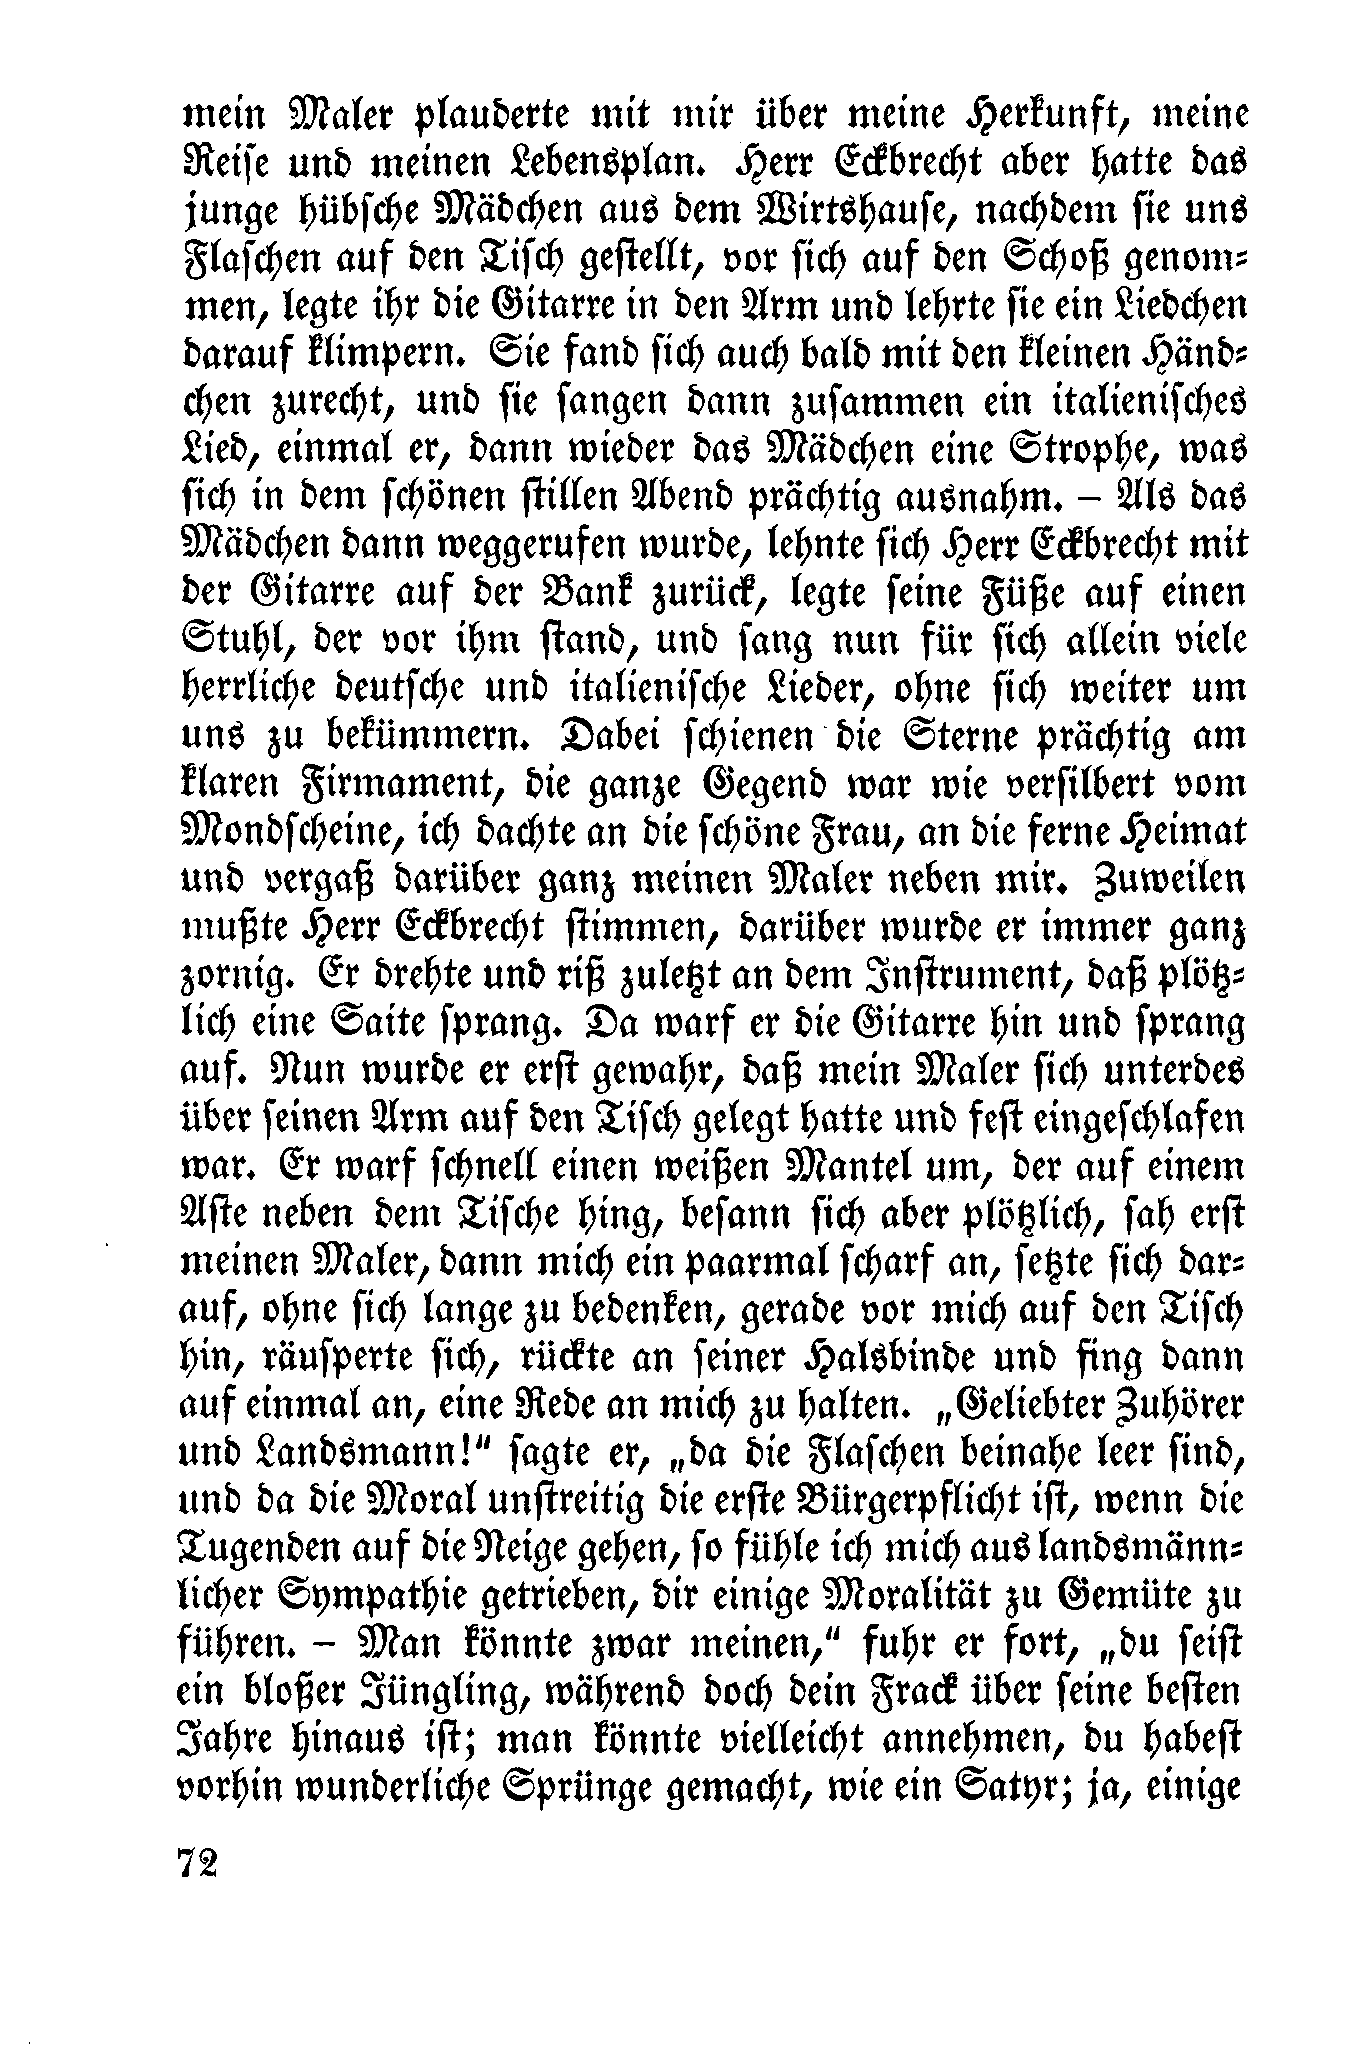 mein Maler plauderte mit mir über meine Herkunft, meine
Reise und meinen Lebensplan. Herr Eckbrecht aber hatte das
junge hübsche Mädchen aus dem Wirtshause, nachdem sie uns
Flaschen auf den Tisch gestellt, vor sich auf den Schoß genom=
men, legte ihr die Gitarre in den Arm und lehrte sie ein Liedchen
darauf klimpern. Sie fand sich auch bald mit den kleinen Händ=
chen zurecht, und sie sangen dann zusammen ein italienisches
Lied, einmal er, dann wieder das Mädchen eine Strophe, was
sich in dem schönen stillen Abend prächtig ausnahm. – Als das
Mädchen dann weggerufen wurde, lehnte sich Herr Eckbrecht mit
der Gitarre auf der Bank zurück, legte seine Füße auf einen
Stuhl, der vor ihm stand, und sang nun für sich allein viele
herrliche deutsche und italienische Lieder, ohne sich weiter um
uns zu bekümmern. Dabei schienen die Sterne prächtig am
klaren Firmament, die ganze Gegend war wie versilbert vom
Mondscheine, ich dachte an die schöne Frau, an die ferne Heimat
und vergaß darüber ganz meinen Maler neben mir. Zuweilen
mußte Herr Eckbrecht stimmen, darüber wurde er immer ganz
zornig. Er drehte und riß zuletzt an dem Instrument, daß plötz=
lich eine Saite sprang. Da warf er die Gitarre hin und sprang
auf. Nun wurde er erst gewahr, daß mein Maler sich unterdes
über seinen Arm auf den Tisch gelegt hatte und fest eingeschlafen
war. Er warf schnell einen weißen Mantel um, der auf einem
Aste neben dem Tische hing, besann sich aber plötzlich, sah erst
meinen Maler, dann mich ein paarmal scharf an, setzte sich dar=
auf, ohne sich lange zu bedenken, gerade vor mich auf den Tisch
hin, räusperte sich, rückte an seiner Halsbinde und fing dann
auf einmal an, eine Rede an mich zu halten. „Geliebter Zuhörer
und Landsmann!“ sagte er, „da die Flaschen beinahe leer sind,
und da die Moral unstreitig die erste Bürgerpflicht ist, wenn die
Tugenden auf die Neige gehen, so fühle ich mich aus landsmänn=
licher Sympathie getrieben, dir einige Moralität zu Gemüte zu
führen. – Man könnte zwar meinen,“ fuhr er fort, „du seist
ein bloßer Jüngling, während doch dein Frack über seine besten
Jahre hinaus ist; man könnte vielleicht annehmen, du habest
vorhin wunderliche Sprünge gemacht, wie ein Satyr; ja, einige
72